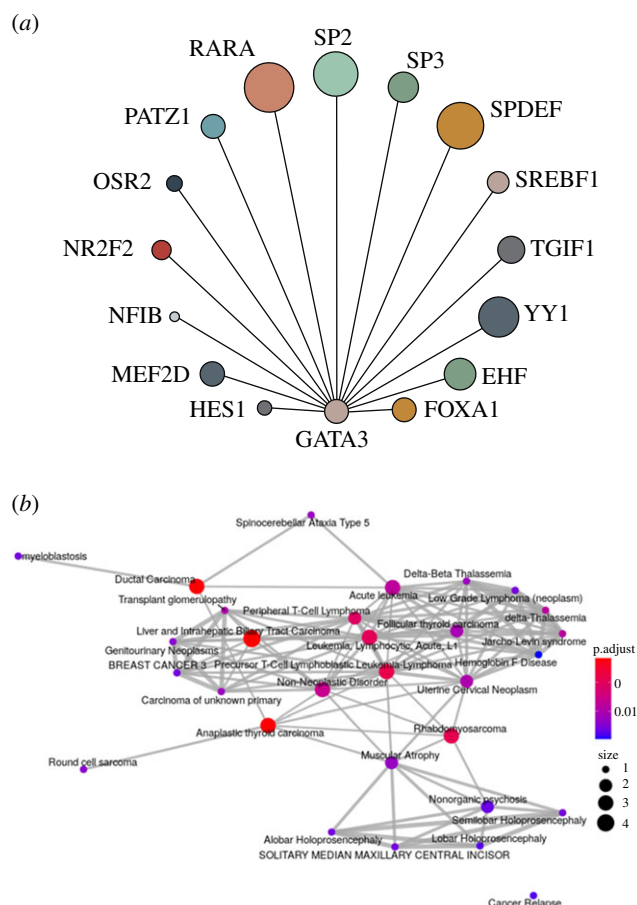 (a)
RARA
SP2
SP3
SPDEF
PATZ1
OSR2
SREBF1
NR2F2
TGIF1
NFIB
YY1
MEF2D
EHF
HES1
FOXA1
GATA3
(b)
Spinocerebellar Ataxia Type 5
myeloblastosis
Ductal Carcinoma
Delta-Beta Thalassemia
Transplant glomerulopathy
Acute leukemia
Low Grade Lymphoma (neoplasm)
Peripheral T-Cell Lymphoma
Follicular thyroid carcinoma
delta-Thalassemia
Liver and Intrahepatic Biliary Tract Carcinoma
Genitourinary Neoplasms
Leukemia, Lymphocytic, Acute, L1
Jarcho-Levin syndrome
BREAST CANCER 3
Precursor T-Cell Lymphoblastic Leukemia-Lymphoma
Hemoglobin F Disease
Carcinoma of unknown primary
Non-Neoplastic Disorder
Uterine Cervical Neoplasm
Anaplastic thyroid carcinoma
Rhabdomyosarcoma
Round cell sarcoma
Muscular Atrophy
Nonorganic psychosis
Semilobar Holoprosencephaly
Alobar Holoprosencephaly
Lobar Holoprosencephaly
SOLITARY MEDIAN MAXILLARY CENTRAL INCISOR
Cancer Relapse
p.adjust
0
0.01
size
1
2
3
4